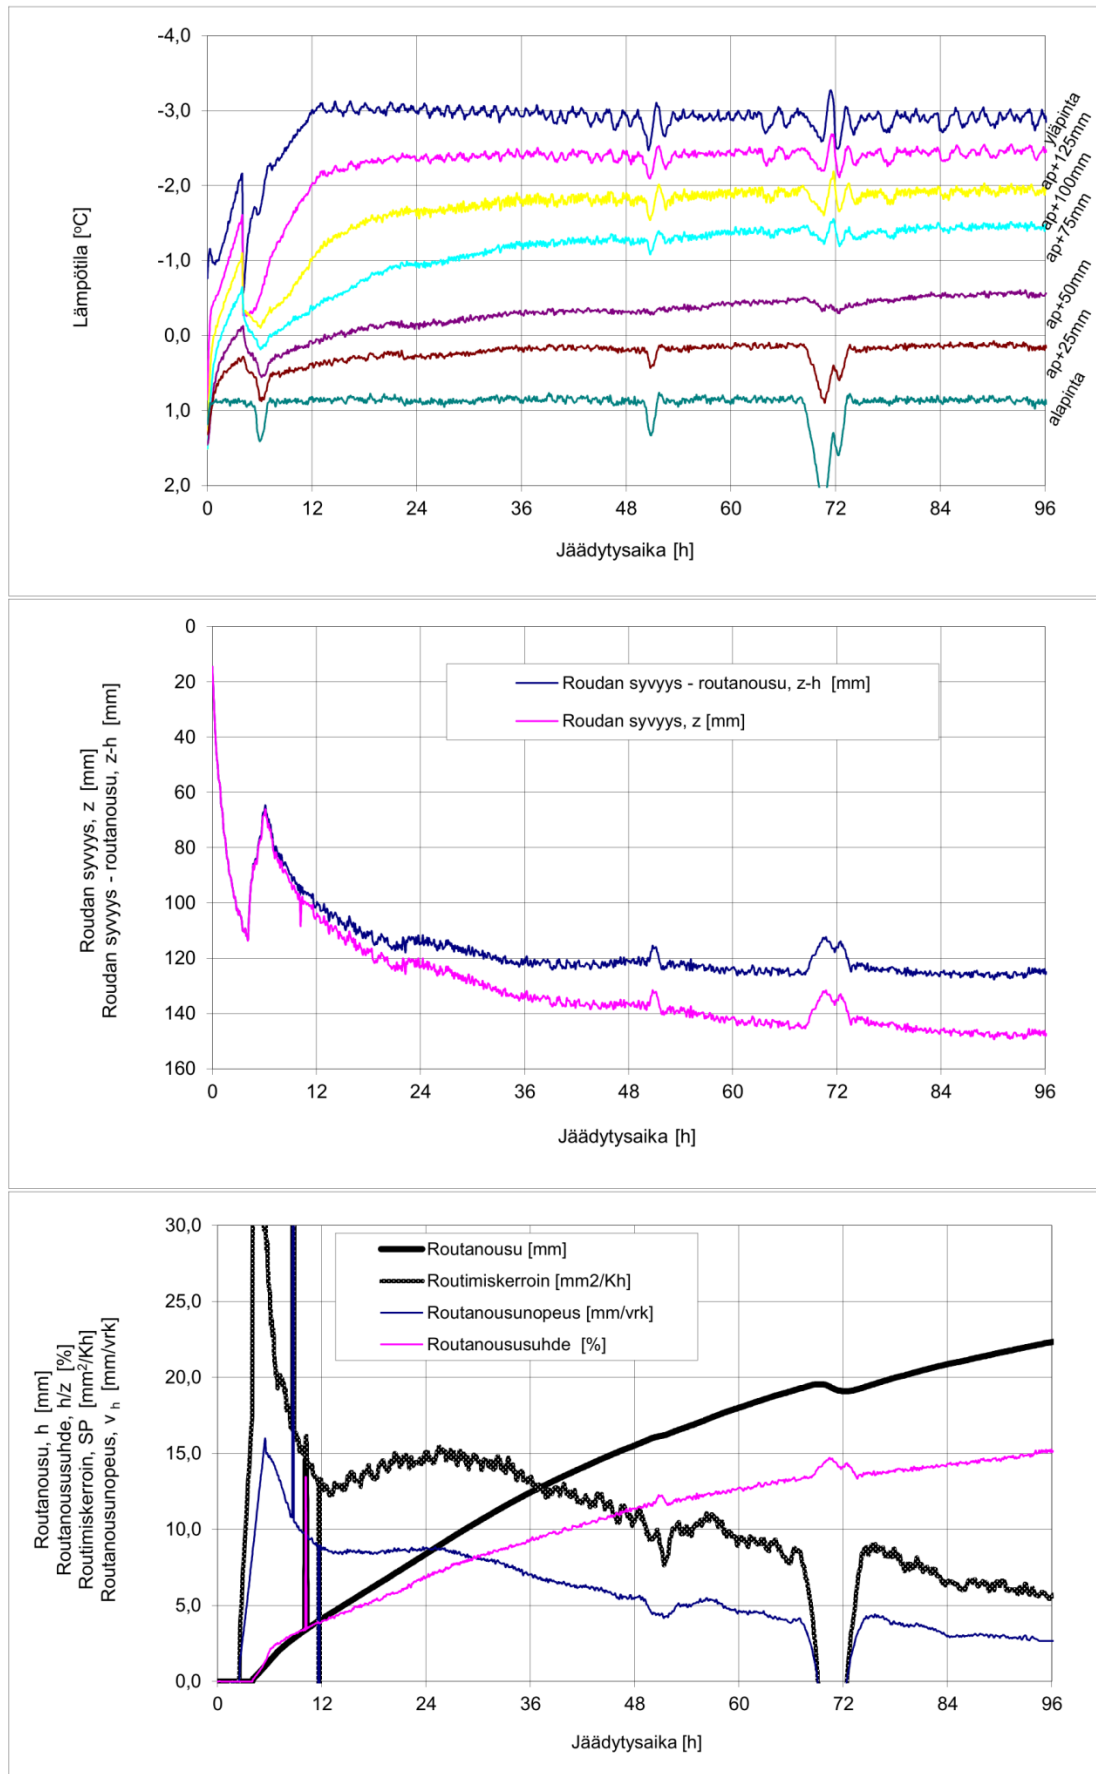 -4,0
-3,0
-2,0
-1,0
0,0
1,0
2,0
Lämpötila [ºC]
yläpinta
ap+125mm
ap+100mm
ap+75mm
ap+50mm
ap+25mm
alapinta
0 12 24 36 48 60 72 84 96
Jäädytysaika [h]
0
20
40
60
80
100
120
140
160
Roudan syvyys, z [mm]
Roudan syvyys - routanousu, z-h [mm]
Roudan syvyys - routanousu, z-h [mm]
Roudan syvyys, z [mm]
0 12 24 36 48 60 72 84 96
Jäädytysaika [h]
30,0
25,0
20,0
15,0
10,0
5,0
0,0
Routanousu, h [mm]
Routanoususuhde, h/z [%]
Routimiskerroin, SP [mm²/Kh]
Routanousunopeus, v h [mm/vrk]
Routanousu [mm]
Routimiskerroin [mm2/Kh]
Routanousunopeus [mm/vrk]
Routanoususuhde [%]
0 12 24 36 48 60 72 84 96
Jäädytysaika [h]